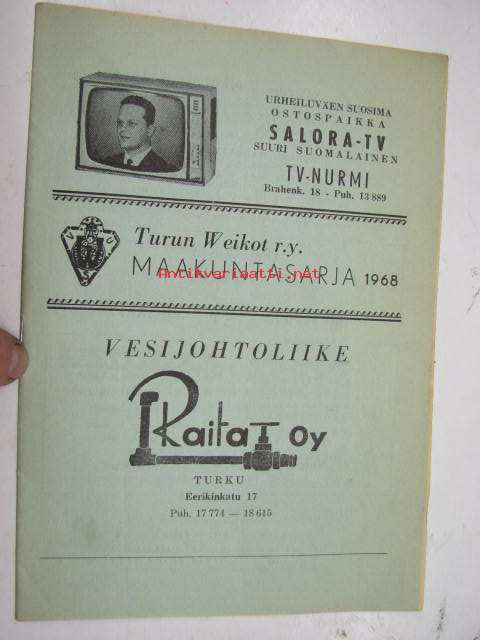 URHEILUVÄEN SUOSIMA
OSTOSPAIKKA
SALORA-TV
SUURI SUOMALAINEN
TV-NURMI
Brahenk. 18 - Puh. 13 889
Turun Weikot r.y.
MAAKUNTASARJA 1968
Antikvariaatti.net
VESIJOHTOLIIKE
P. Raita Oy
TURKU
Eerikinkatu 17
Puh. 17 774 — 18 615